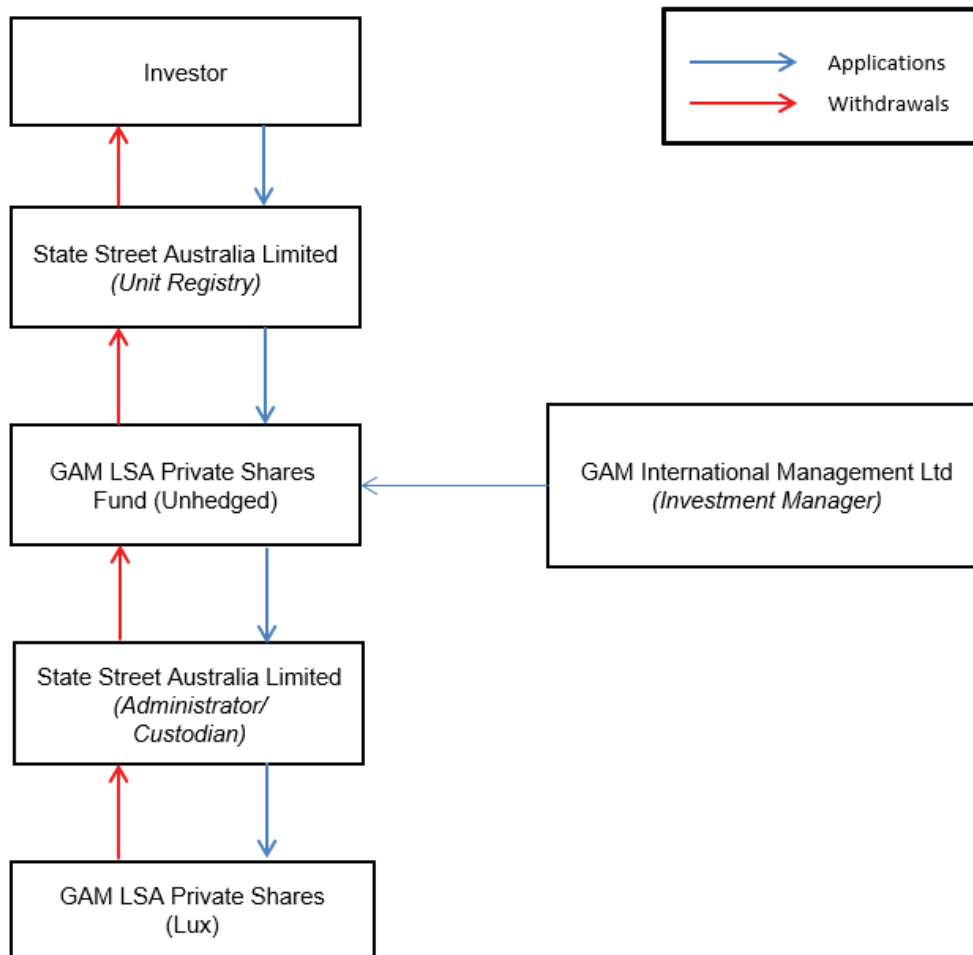 Investor
Applications
Withdrawals
State Street Australia Limited
(Unit Registry)
GAM LSA Private Shares
Fund (Unhedged)
GAM International Management Ltd
(Investment Manager)
State Street Australia Limited
(Administrator/
Custodian)
GAM LSA Private Shares
(Lux)